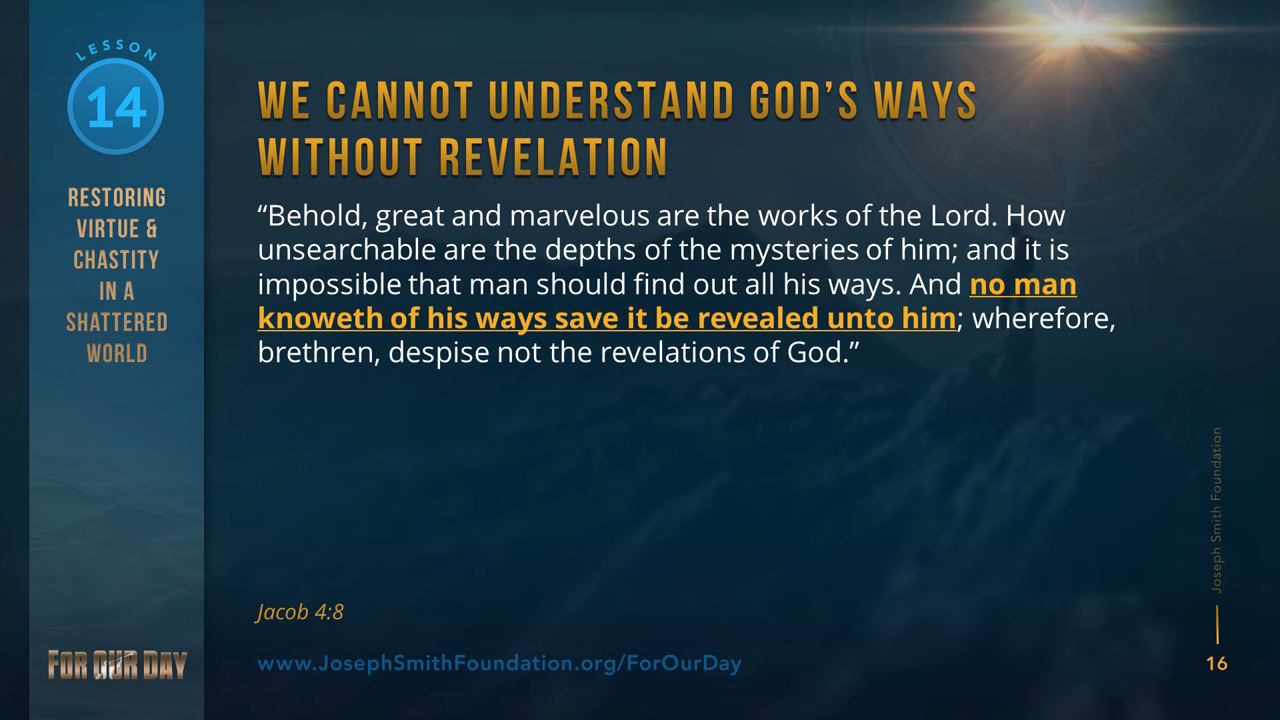 LESSON
14
RESTORING
VIRTUE &
CHASTITY
IN A
SHATTERED
WORLD
FOR OUR DAY
WE CANNOT UNDERSTAND GOD’S WAYS
WITHOUT REVELATION
“Behold, great and marvelous are the works of the Lord. How
unsearchable are the depths of the mysteries of him; and it is
impossible that man should find out all his ways. And no man
knoweth of his ways save it be revealed unto him; wherefore,
brethren, despise not the revelations of God.”
Jacob 4:8
www.JosephSmithFoundation.org/ForOurDay
Joseph Smith Foundation
16